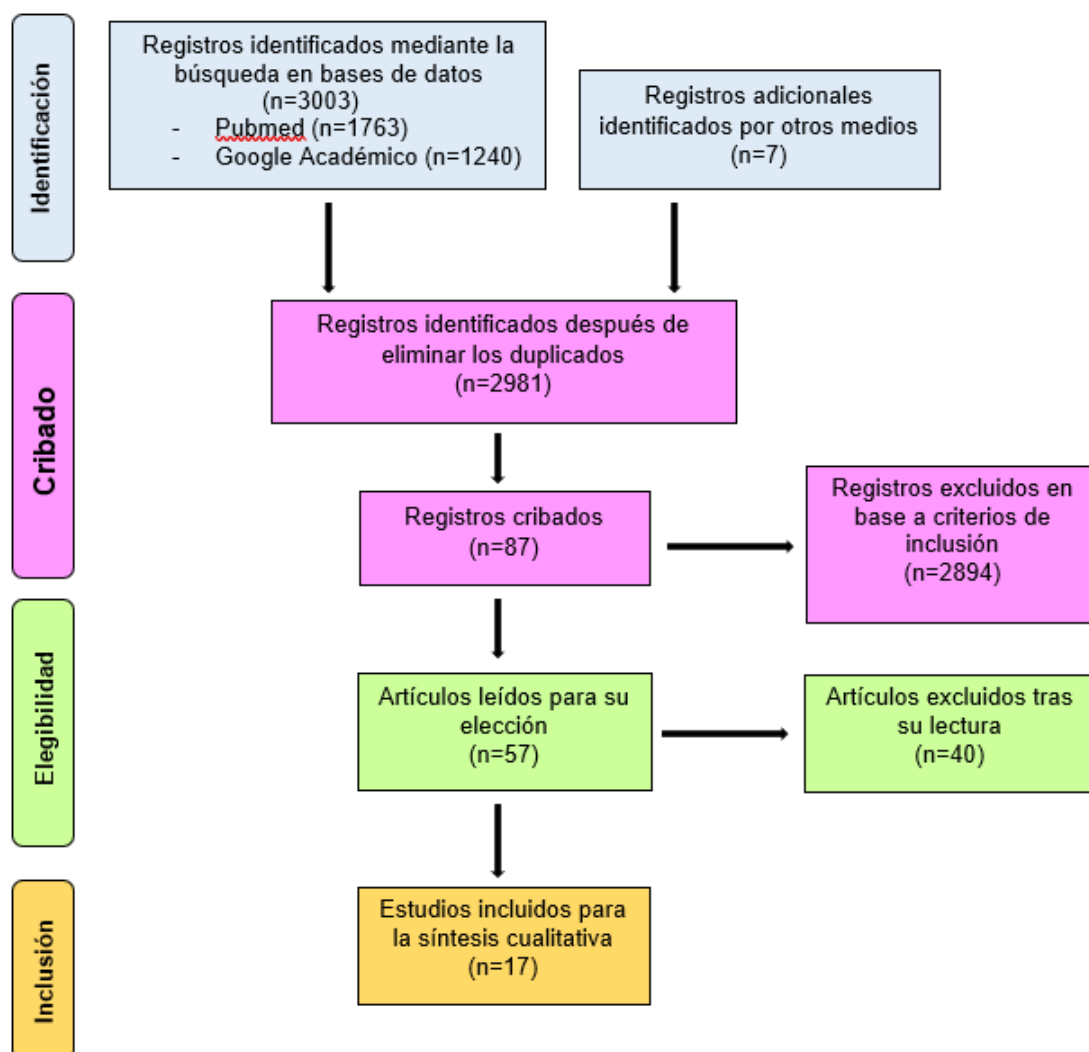 Identificación
Registros identificados mediante la
búsqueda en bases de datos
(n=3003)
- Pubmed (n=1763)
- Google Académico (n=1240)
Registros adicionales
identificados por otros medios
(n=7)
Cribado
Registros identificados después de
eliminar los duplicados
(n=2981)
Registros cribados
(n=87)
Registros excluidos en
base a criterios de
inclusión
(n=2894)
Elegibilidad
Artículos leídos para su
elección
(n=57)
Artículos excluidos tras
su lectura
(n=40)
Inclusión
Estudios incluidos para
la síntesis cualitativa
(n=17)